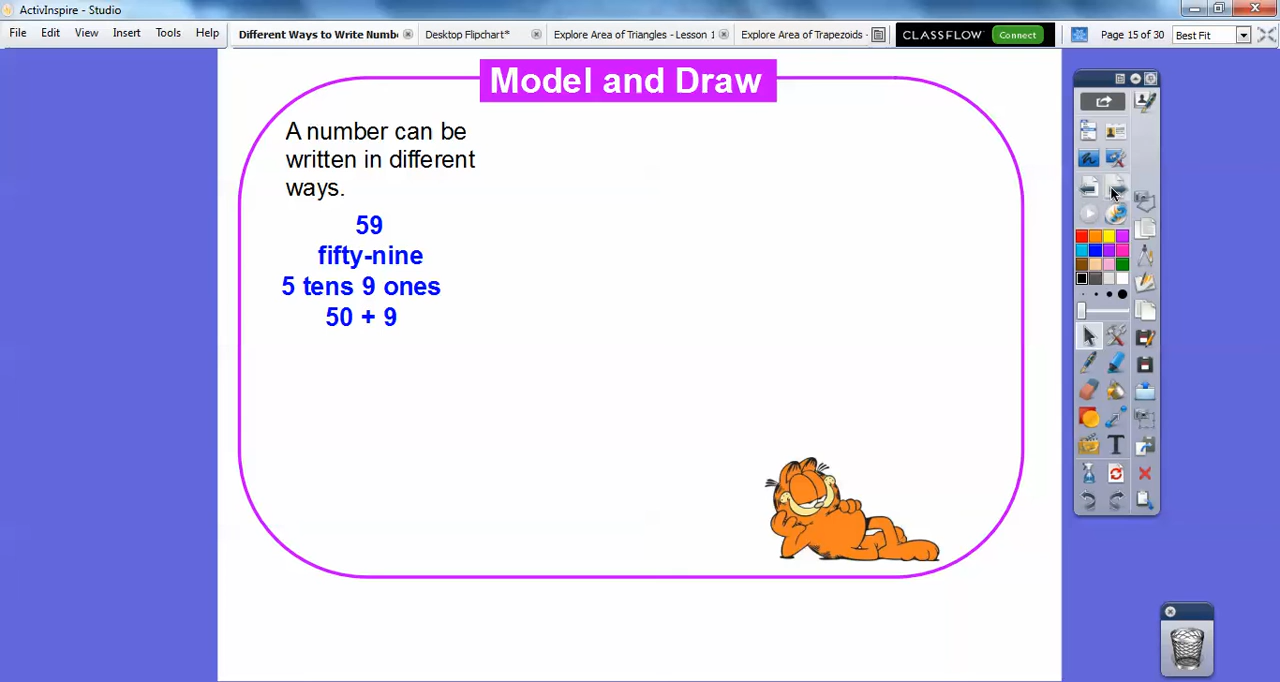 ActivInspire - Studio
File Edit View Insert Tools Help
Different Ways to Write Numb Desktop Flipchart* Explore Area of Triangles - Lesson 1 Explore Area of Trapezoids - CLASSFLOW Connect Page 15 of 30 Best Fit
Model and Draw
A number can be
written in different
ways.
59
fifty-nine
5 tens 9 ones
50 + 9
T